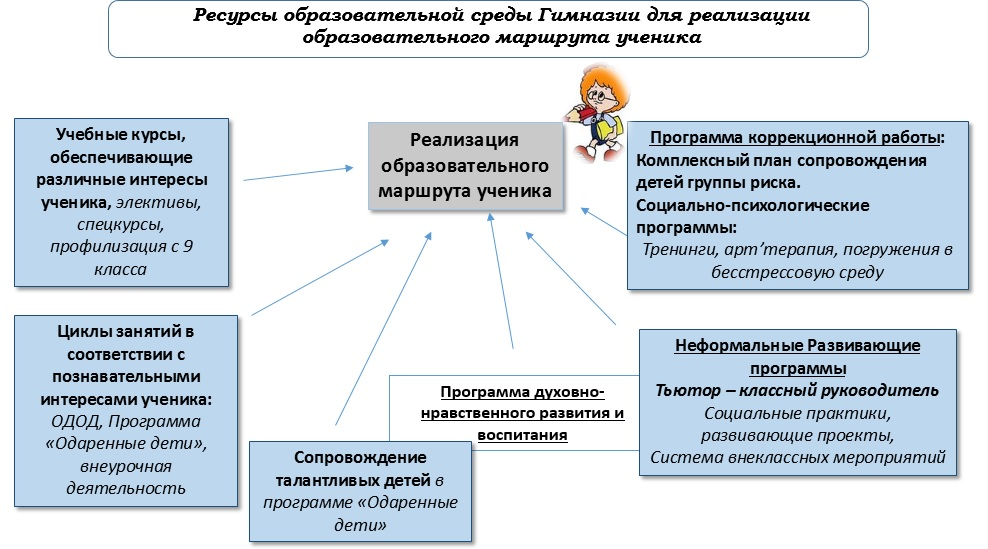 Ресурсы образовательной среды Гимназии для реализации
образовательного маршрута ученика
Реализация
образовательного
маршрута ученика
Учебные курсы,
обеспечивающие
различные интересы
ученика, элективы,
спецкурсы,
профилизация с 9
класса
Программа коррекционной работы:
Комплексный план сопровождения
детей группы риска.
Социально-психологические
программы:
Тренинги, арт’терапия, погружения в
бесстрессовую среду
Циклы занятий в
соответствии с
познавательными
интересами ученика:
ОДОД, Программа
«Одаренные дети»,
внеурочная
деятельность
Сопровождение
талантливых детей в
программе «Одаренные
дети»
Программа духовно-
нравственного развития и
воспитания
Неформальные Развивающие
программы
Тьютор – классный руководитель
Социальные практики,
развивающие проекты,
Система внеклассных мероприятий